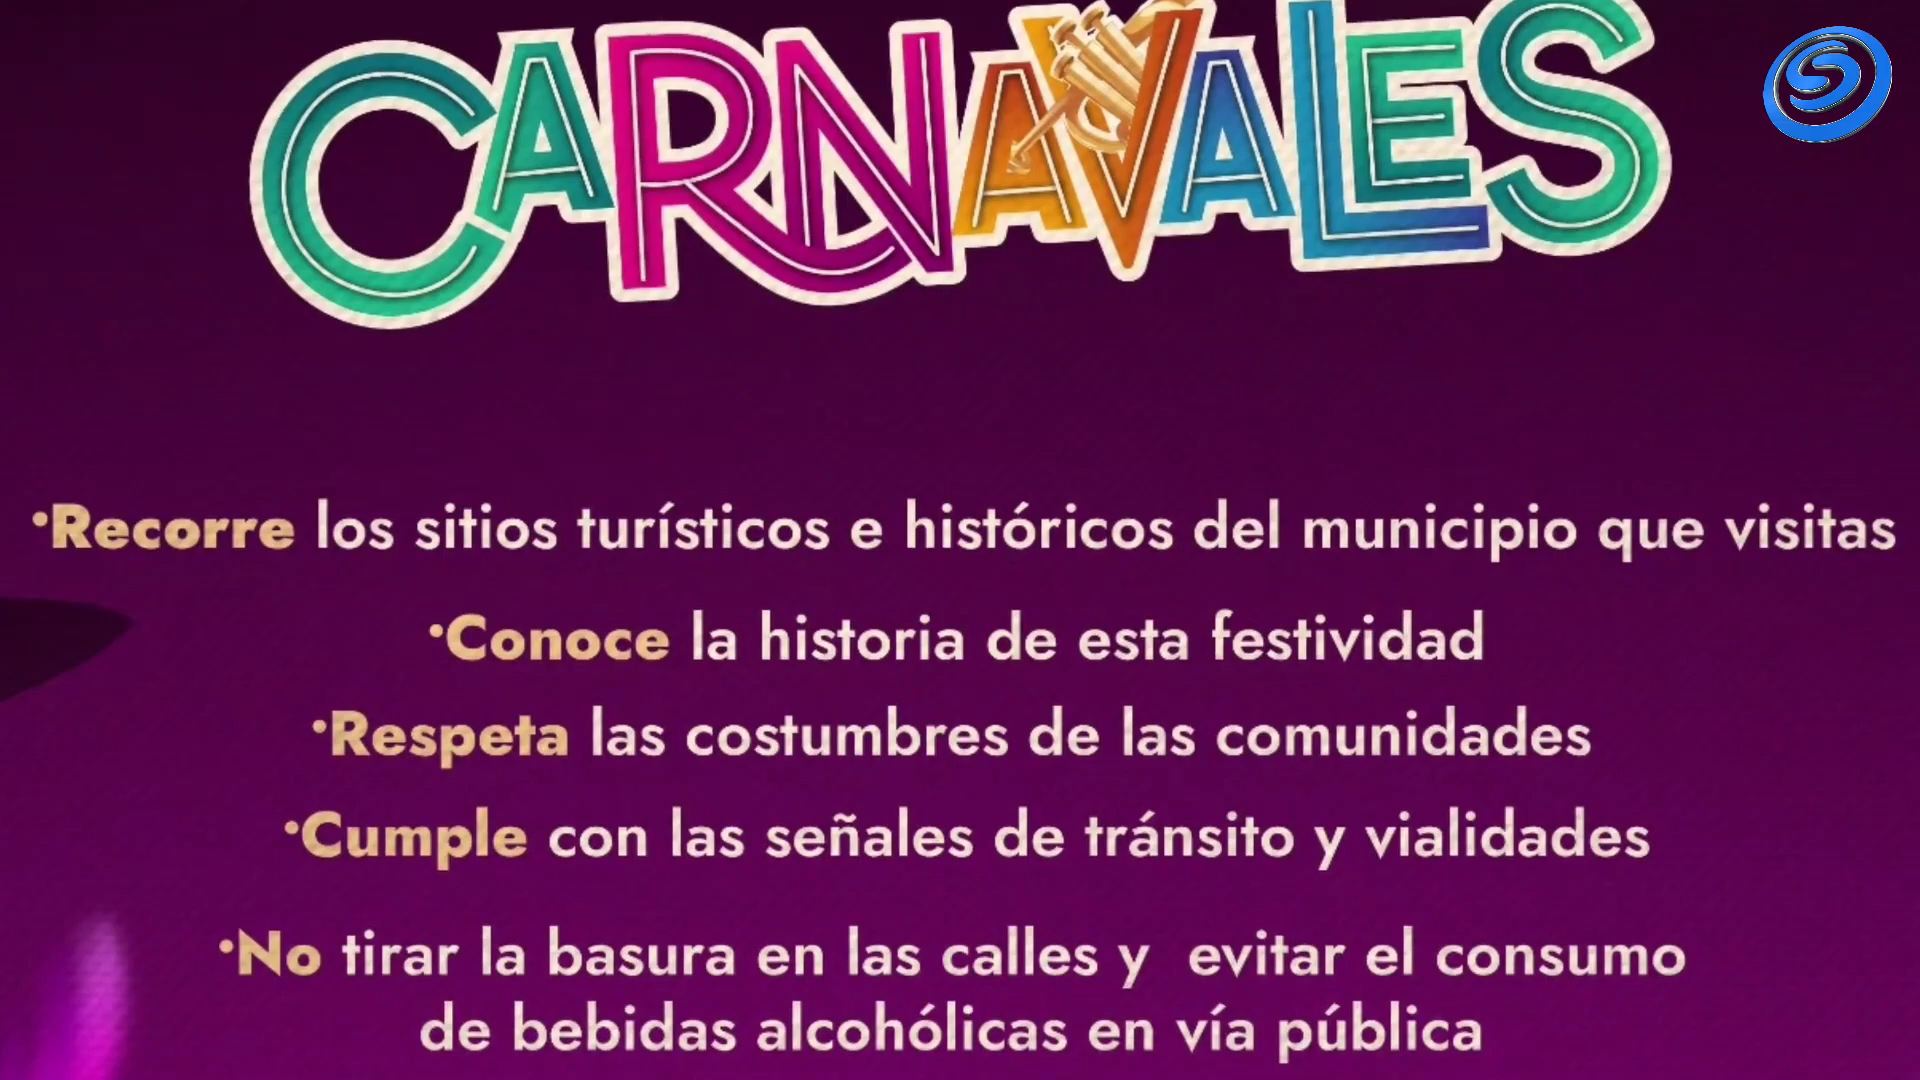 CARNAVALES
•Recorre los sitios turísticos e históricos del municipio que visitas
•Conoce la historia de esta festividad
•Respeta las costumbres de las comunidades
•Cumple con las señales de tránsito y vialidades
•No tirar la basura en las calles y  evitar el consumo
de bebidas alcohólicas en vía pública